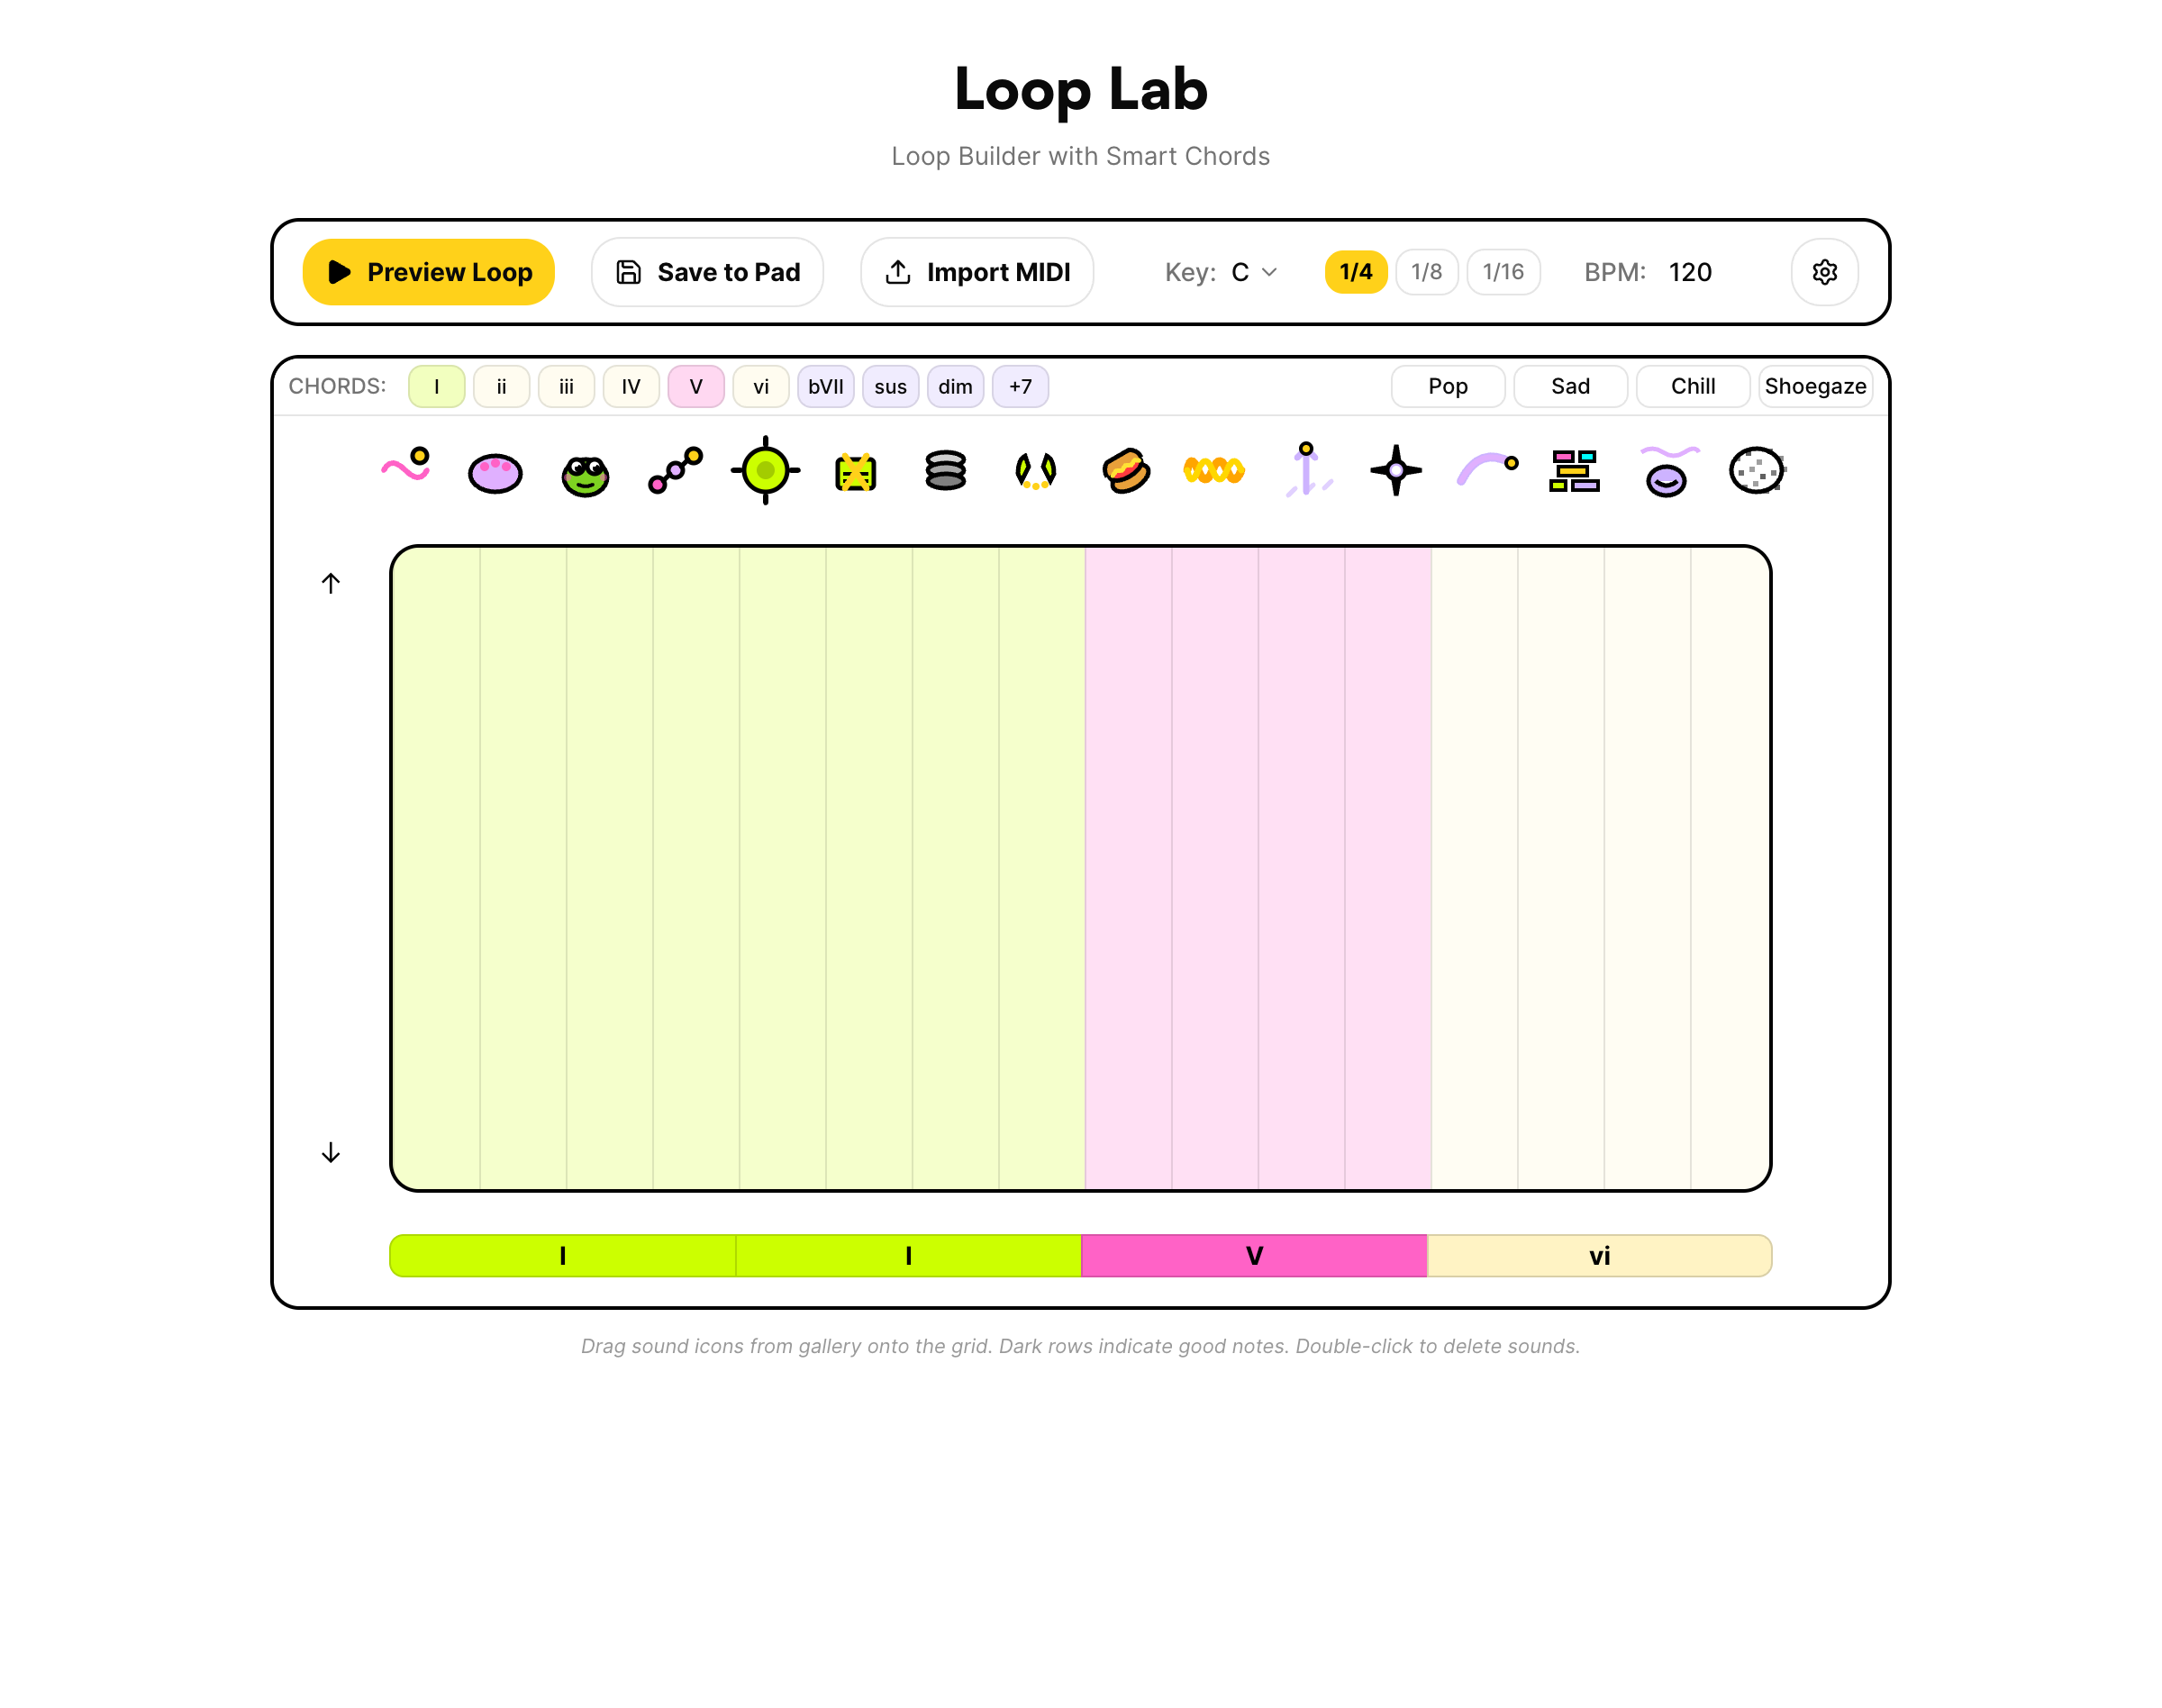 Loop Lab
Loop Builder with Smart Chords
Preview Loop Save to Pad Import MIDI Key: C 1/4 1/8 1/16 BPM: 120
CHORDS: I ii iii IV V vi bVII sus dim +7 Pop Sad Chill Shoegaze
I I V vi
Drag sound icons from gallery onto the grid. Dark rows indicate good notes. Double-click to delete sounds.